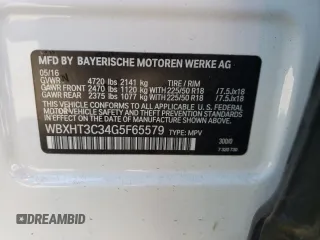 MFD BY BAYERISCHE MOTOREN WERKE AG
05/16
GVWR 4720 lbs 2141 kg TIRE / RIM
GAWR FRONT 2470 lbs 1120 kg WITH 225/50 R18 / 7.5Jx18
GAWR REAR 2375 lbs 1077 kg WITH 225/50 R18 / 7.5Jx18
THIS VEHICLE CONFORMS TO ALL APPLICABLE U. S. FEDERAL
MOTOR VEHICLE SAFETY, BUMPER, AND THEFT PREVENTION
STANDARDS IN EFFECT ON THE DATE OF MANUFACTURE
SHOWN ABOVE.
WBXHT3C34G5F65579 TYPE: MPV
300/0
DREAMBID